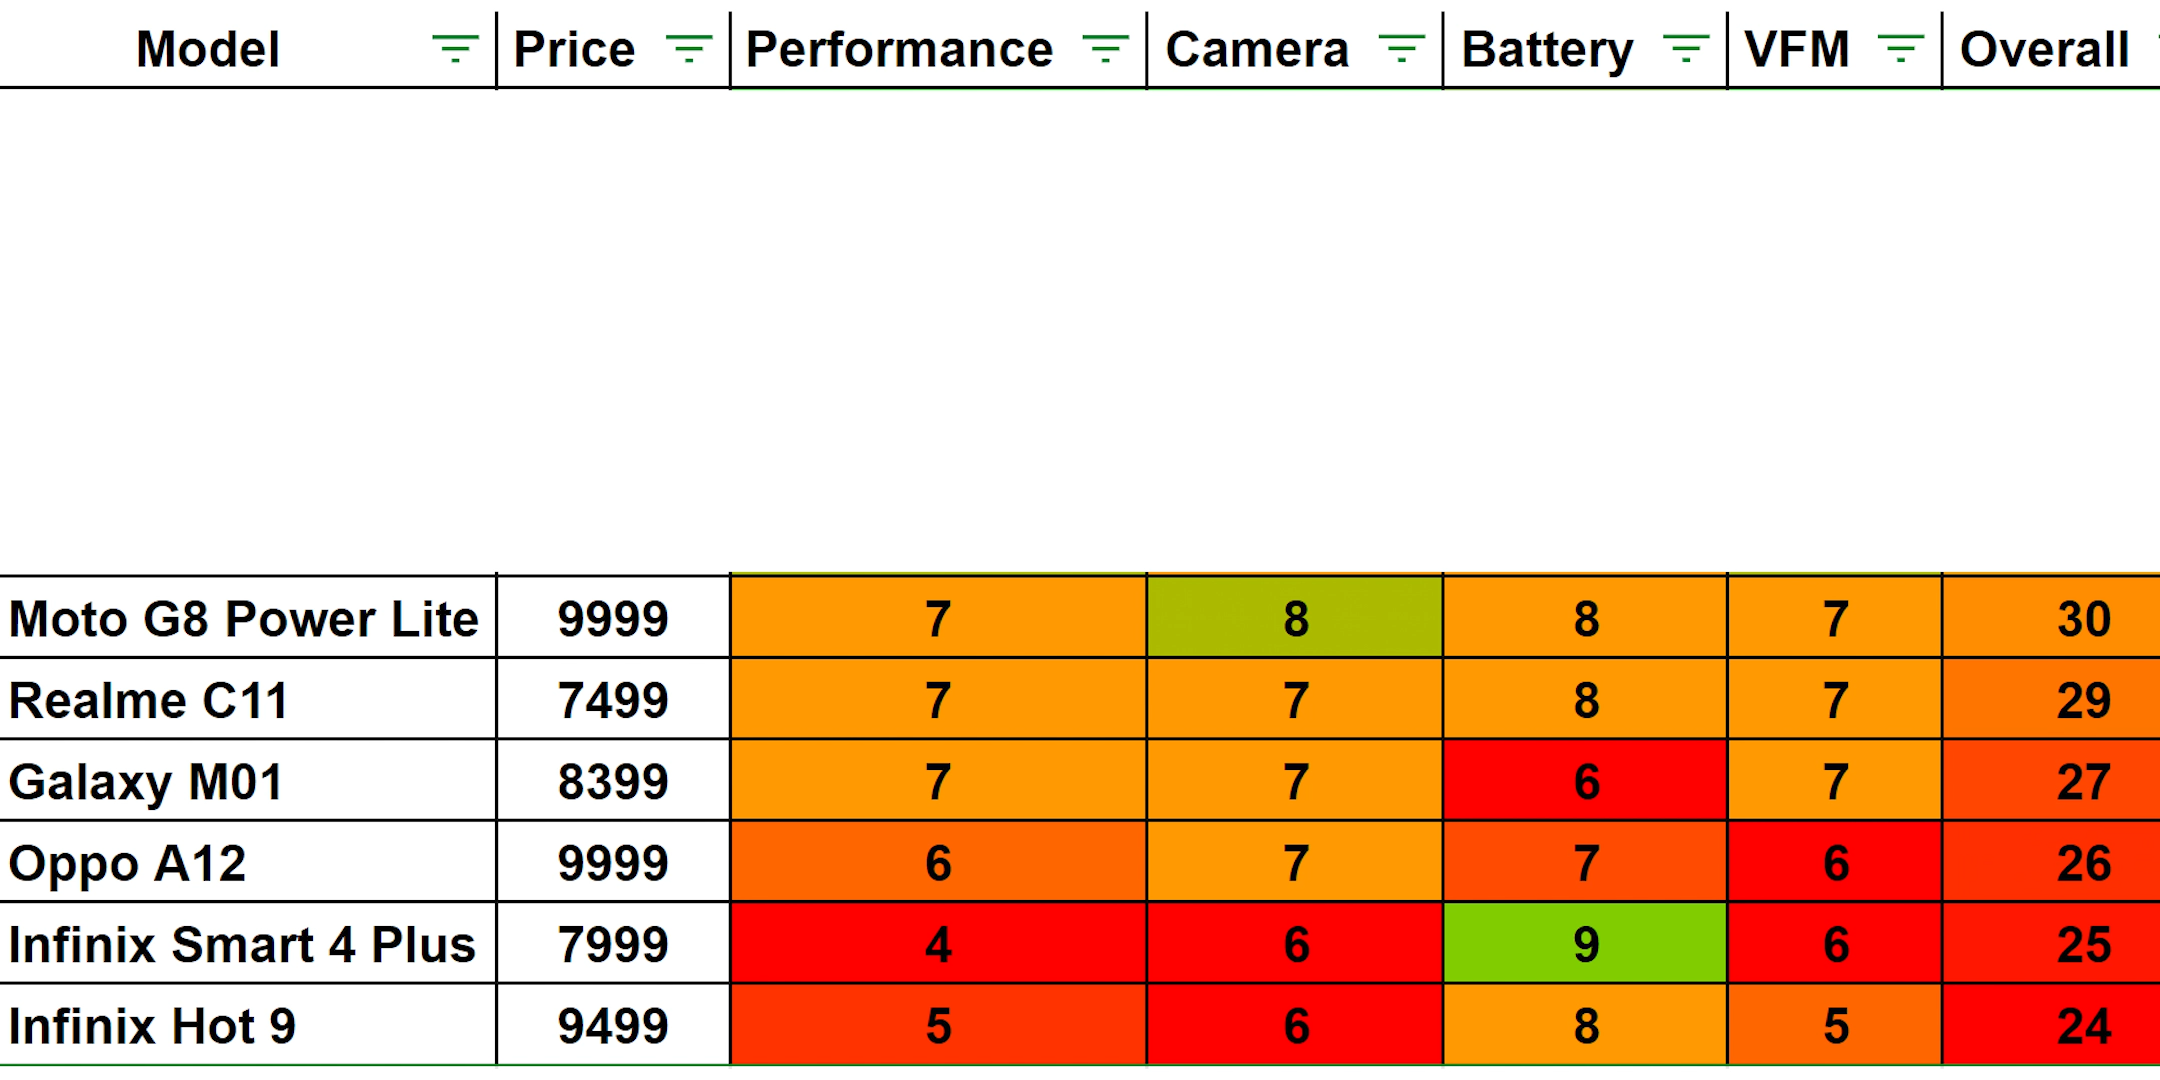 Model Price Performance Camera Battery VFM Overall
Moto G8 Power Lite 9999 7 8 8 7 30
Realme C11 7499 7 7 8 7 29
Galaxy M01 8399 7 7 6 7 27
Oppo A12 9999 6 7 7 6 26
Infinix Smart 4 Plus 7999 4 6 9 6 25
Infinix Hot 9 9499 5 6 8 5 24